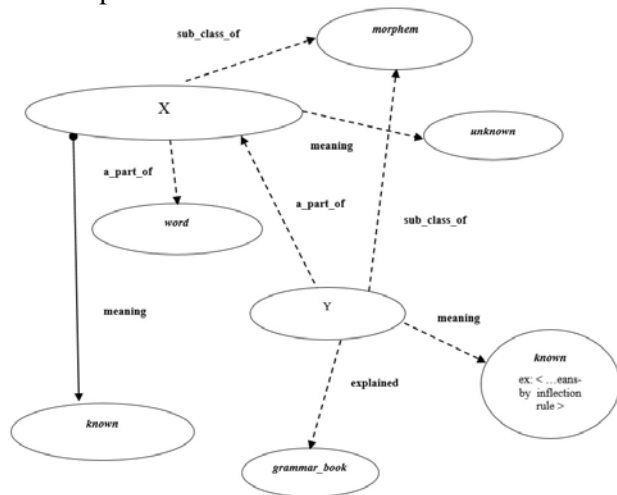 morphem
sub_class_of
X
unknown
meaning
a_part_of
a_part_of
word
sub_class_of
Y
meaning
meaning
known
ex: < …eans-
by inflection
rule >
explained
known
grammar_book